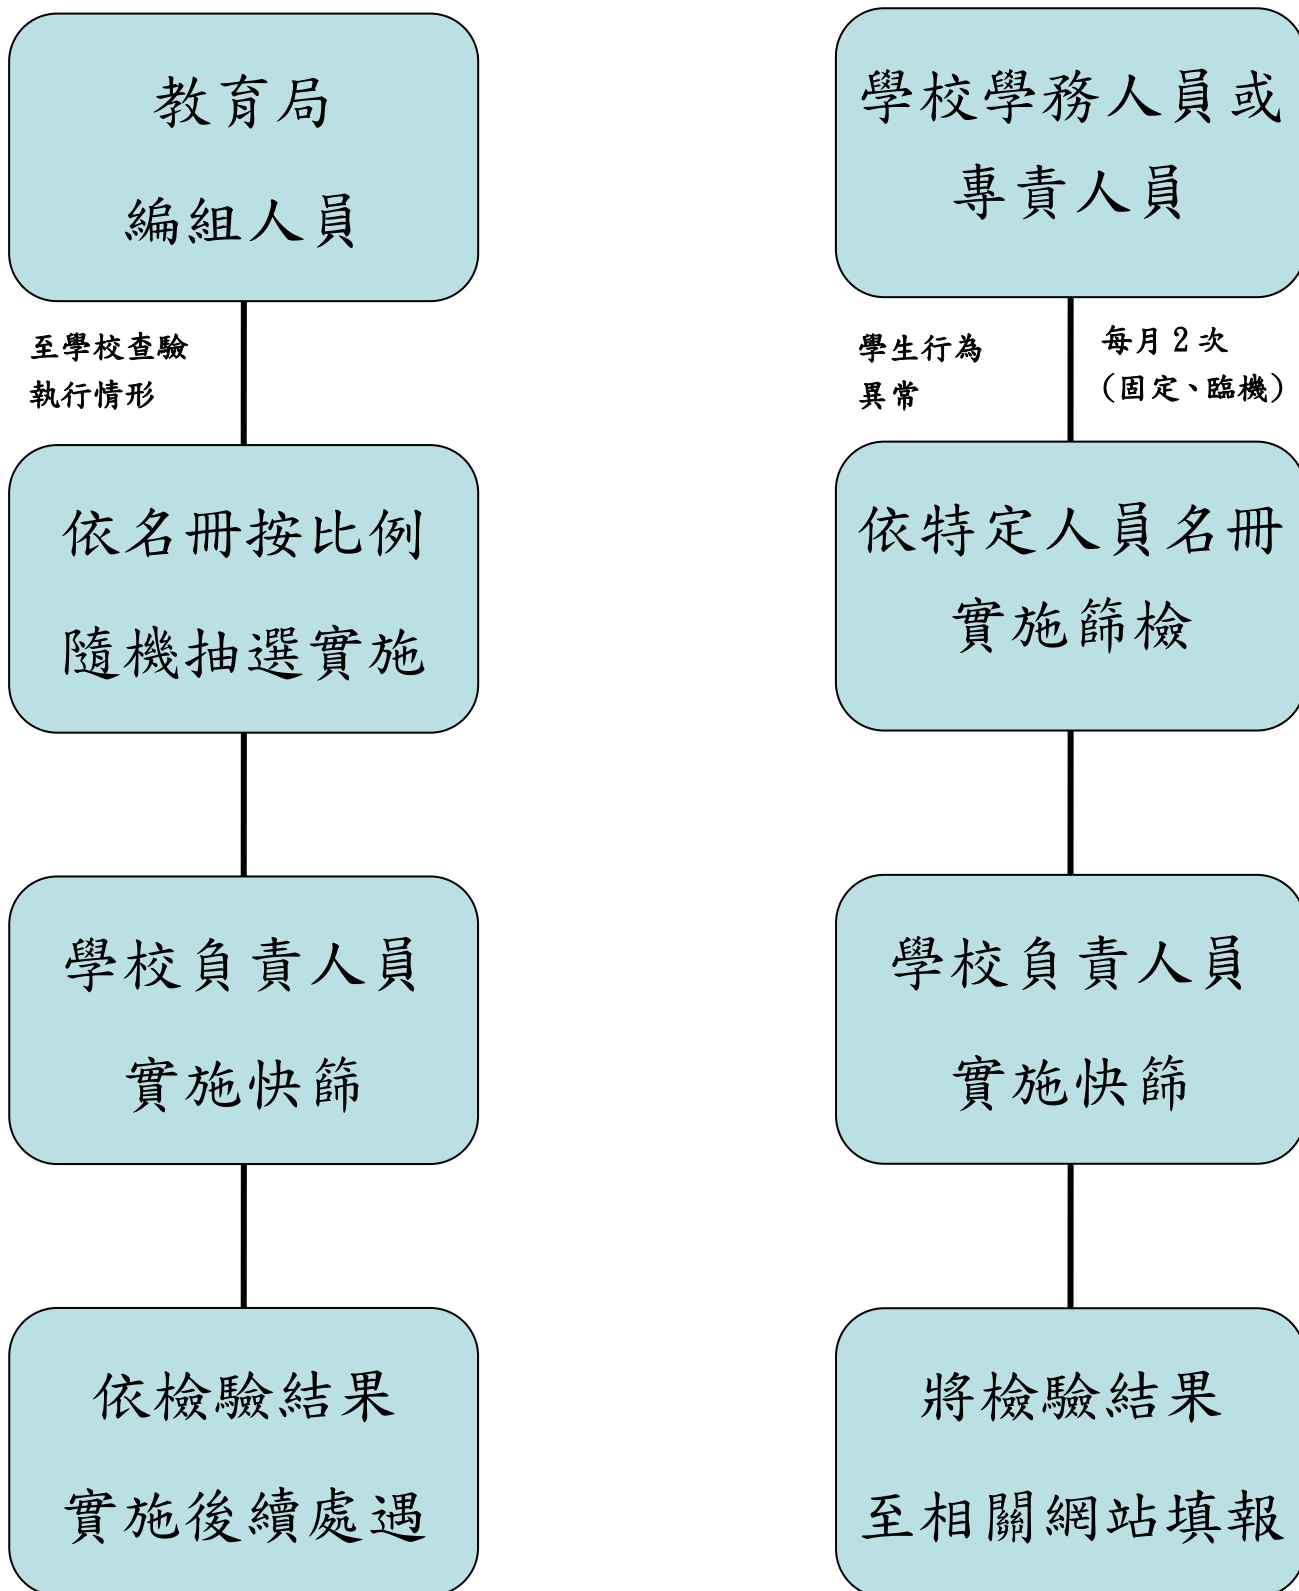 教育局
編組人員
至學校查驗
執行情形
依名冊按比例
隨機抽選實施
學校負責人員
實施快篩
依檢驗結果
實施後續處遇
學校學務人員或
專責人員
學生行為
異常
每月2次
(固定、臨機)
依特定人員名冊
實施篩檢
學校負責人員
實施快篩
將檢驗結果
至相關網站填報